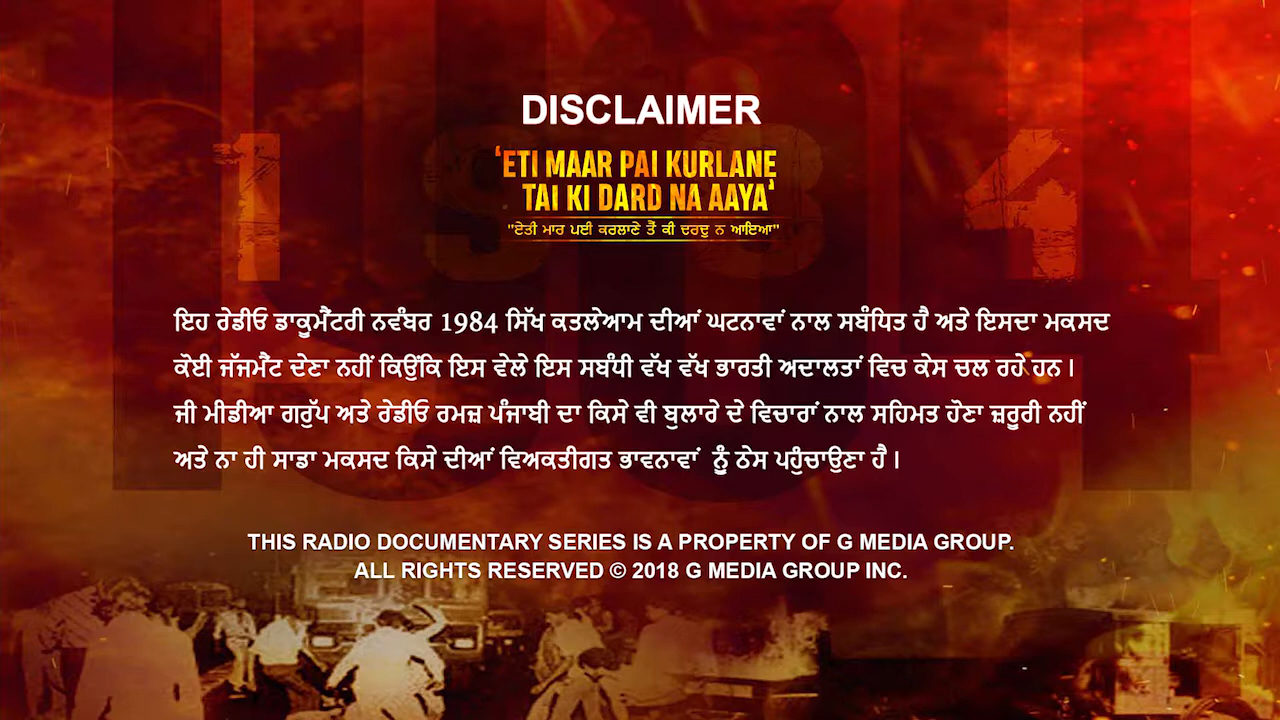 DISCLAIMER
1984
‘ETI MAAR PAI KURLANE
TAI KI DARD NA AAYA’
"ਏਤੀ ਮਾਰ ਪਈ ਕਰਲਾਣੇ ਤੈਂ ਕੀ ਦਰਦੁ ਨ ਆਇਆ"
ਇਹ ਰੇਡੀਓ ਡਾਕੂਮੈਂਟਰੀ ਨਵੰਬਰ 1984 ਸਿੱਖ ਕਤਲੇਆਮ ਦੀਆਂ ਘਟਨਾਵਾਂ ਨਾਲ ਸਬੰਧਿਤ ਹੈ ਅਤੇ ਇਸਦਾ ਮਕਸਦ
ਕੋਈ ਜੱਜਮੈਂਟ ਦੇਣਾ ਨਹੀਂ ਕਿਉਂਕਿ ਇਸ ਵੇਲੇ ਇਸ ਸਬੰਧੀ ਵੱਖ ਵੱਖ ਭਾਰਤੀ ਅਦਾਲਤਾਂ ਵਿਚ ਕੇਸ ਚਲ ਰਹੇ ਹਨ ।
ਜੀ ਮੀਡੀਆ ਗਰੁੱਪ ਅਤੇ ਰੇਡੀਓ ਰਮਜ਼ ਪੰਜਾਬੀ ਦਾ ਕਿਸੇ ਵੀ ਬੁਲਾਰੇ ਦੇ ਵਿਚਾਰਾਂ ਨਾਲ ਸਹਿਮਤ ਹੋਣਾ ਜ਼ਰੂਰੀ ਨਹੀਂ
ਅਤੇ ਨਾ ਹੀ ਸਾਡਾ ਮਕਸਦ ਕਿਸੇ ਦੀਆਂ ਵਿਅਕਤੀਗਤ ਭਾਵਨਾਵਾਂ ਨੂੰ ਠੇਸ ਪਹੁੰਚਾਉਣਾ ਹੈ ।
THIS RADIO DOCUMENTARY SERIES IS A PROPERTY OF G MEDIA GROUP.
ALL RIGHTS RESERVED © 2018 G MEDIA GROUP INC.